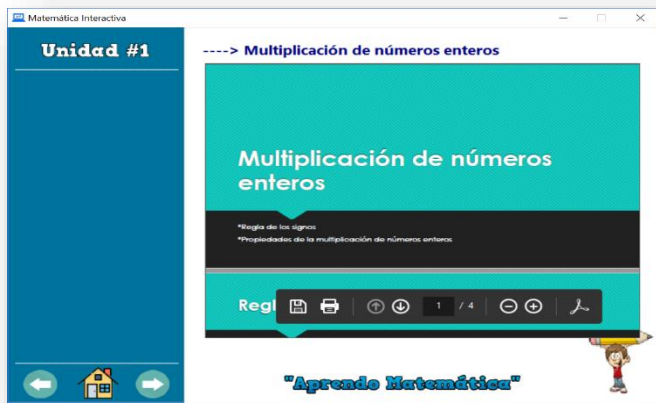 Matemática Interactiva
Unidad #1
----> Multiplicación de números enteros
Multiplicación de números
enteros
*Regla de los signos
*Propiedades de la multiplicación de números enteros
Regl
1 / 4
"Aprendo Matemática"